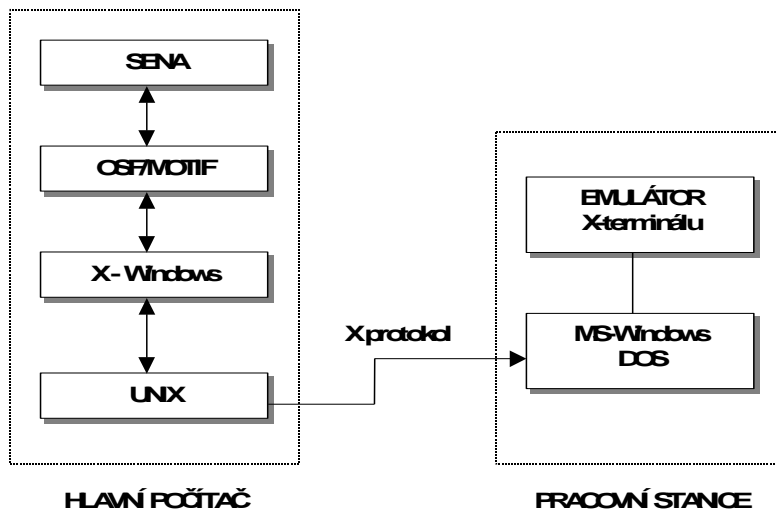 SENA
OSF/MOTIF
X - Windows
UNIX
X protokol
EMULÁTOR
X-terminálu
MS-Windows
DOS
HLAVNÍ POČÍTAČ
PRACOVNÍ STANICE